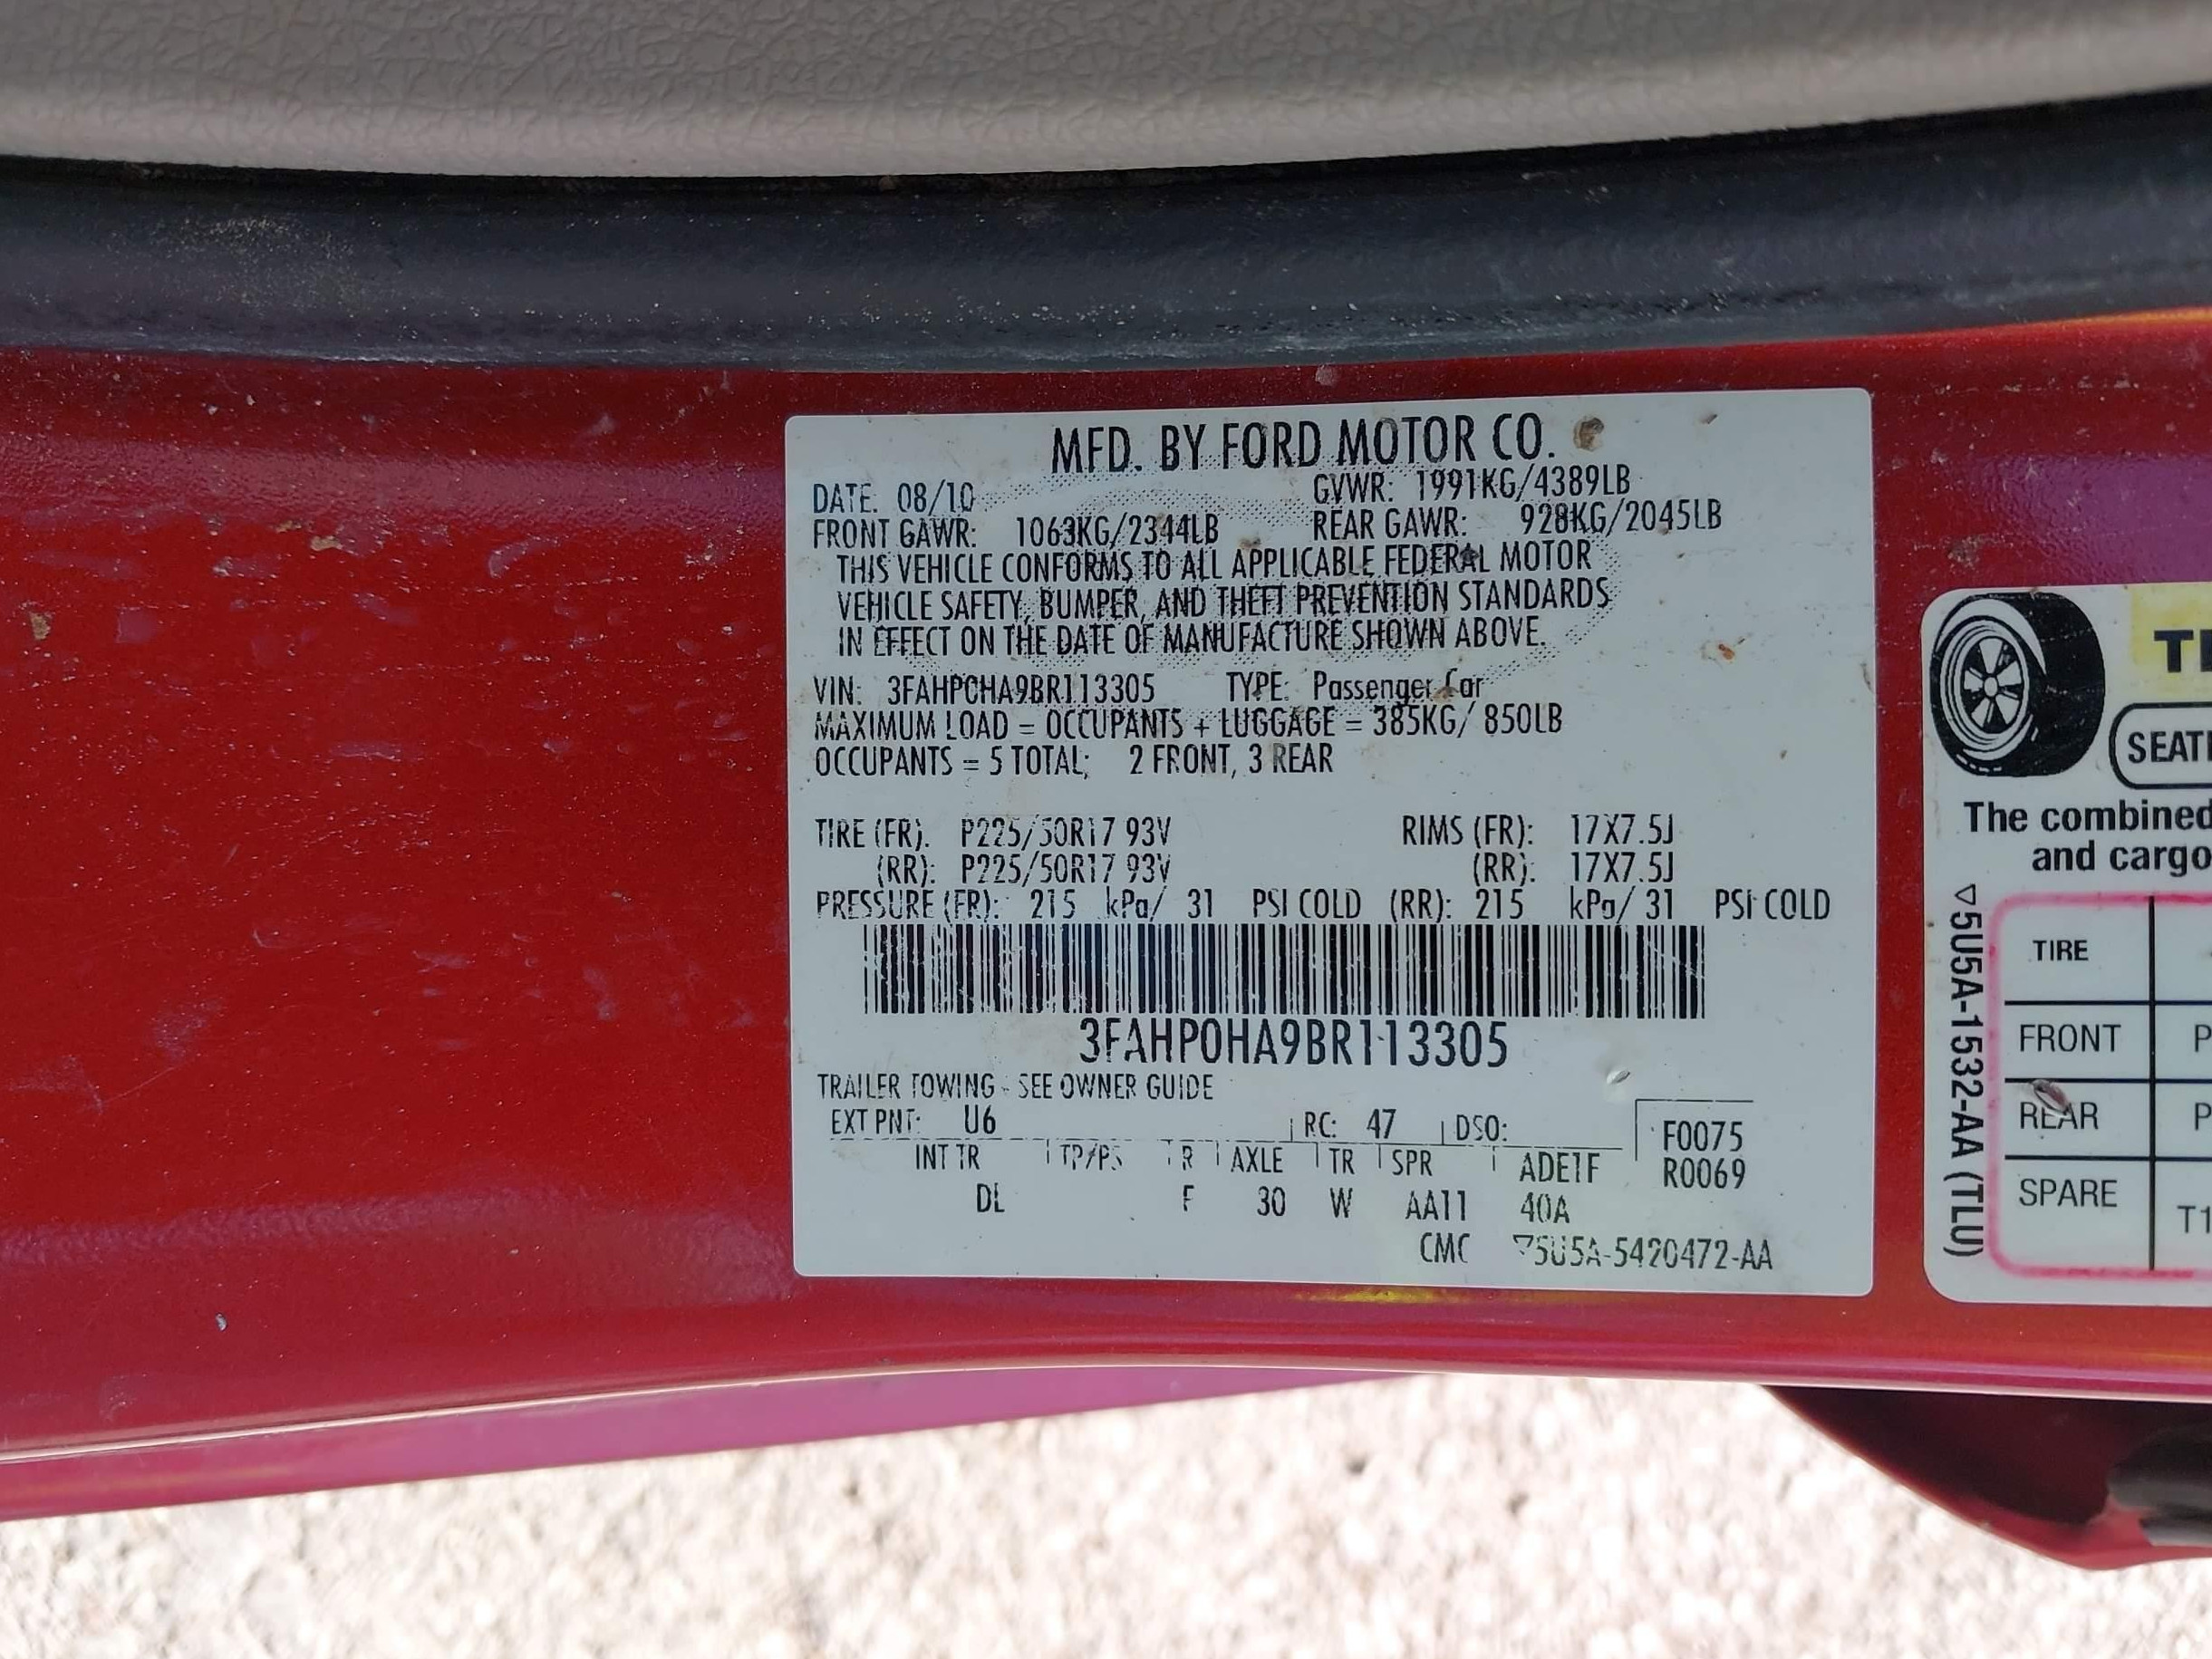 MFD. BY FORD MOTOR CO.
DATE: 08/10 GVWR: 1991KG/4389LB
FRONT GAWR: 1063KG/2344LB REAR GAWR: 928KG/2045LB
THIS VEHICLE CONFORMS TO ALL APPLICABLE FEDERAL MOTOR
VEHICLE SAFETY, BUMPER, AND THEFT PREVENTION STANDARDS
IN EFFECT ON THE DATE OF MANUFACTURE SHOWN ABOVE.
VIN: 3FAHP0HA9BR113305 TYPE: Passenger Car
MAXIMUM LOAD = OCCUPANTS + LUGGAGE = 385KG/ 850LB
OCCUPANTS = 5 TOTAL; 2 FRONT, 3 REAR
TIRE (FR): P225/50R17 93V RIMS (FR): 17X7.5J
(RR): P225/50R17 93V (RR): 17X7.5J
PRESSURE (FR): 215 kPa/ 31 PSI COLD (RR): 215 kPa/ 31 PSI COLD
3FAHP0HA9BR113305
TRAILER TOWING - SEE OWNER GUIDE
EXT PNT: U6 RC: 47 DSO:
F0075
INT TR TP/PS R AXLE TR SPR ADE1F R0069
DL F 30 W AA11 40A
CMC ▽5U5A-5420472-AA
SEATI
The combined
and cargo
▽5U5A-1532-AA (TLU)
TIRE
FRONT P
REAR P
SPARE T1